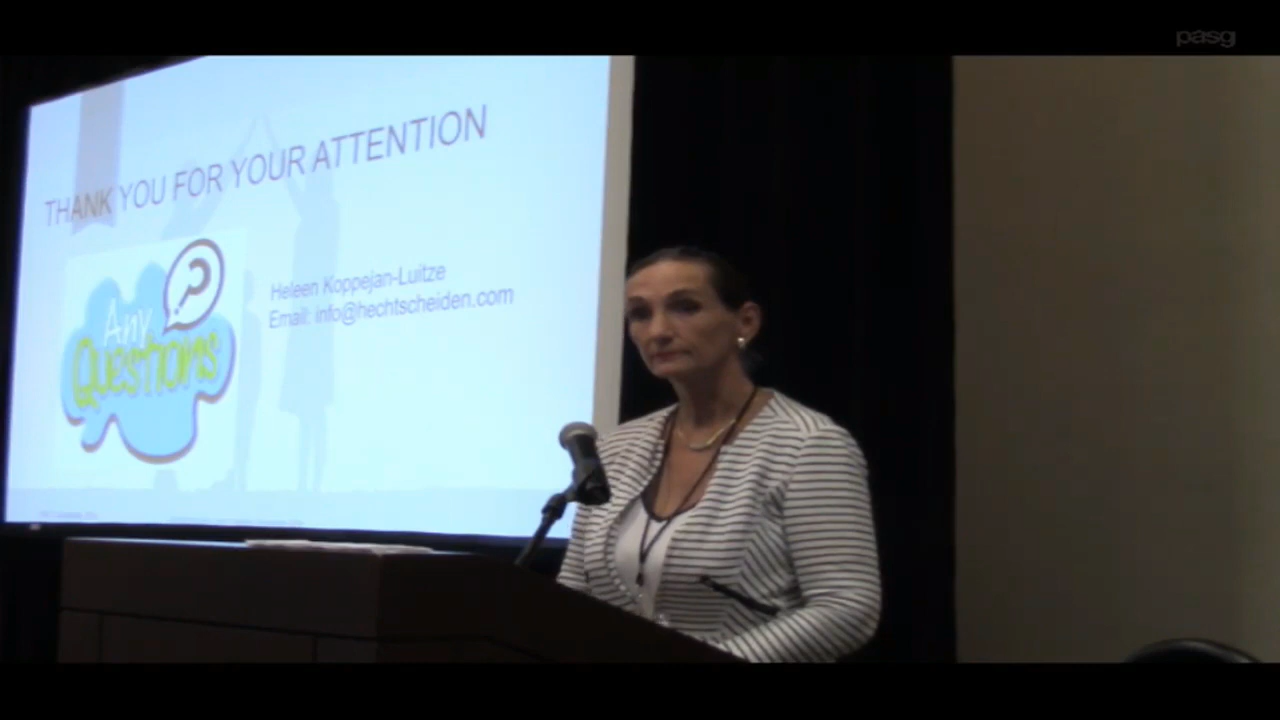 pasg
THANK YOU FOR YOUR ATTENTION
Any
QUESTIONS
Heleen Koppejan-Luitze
Email: info@hechtscheiden.com